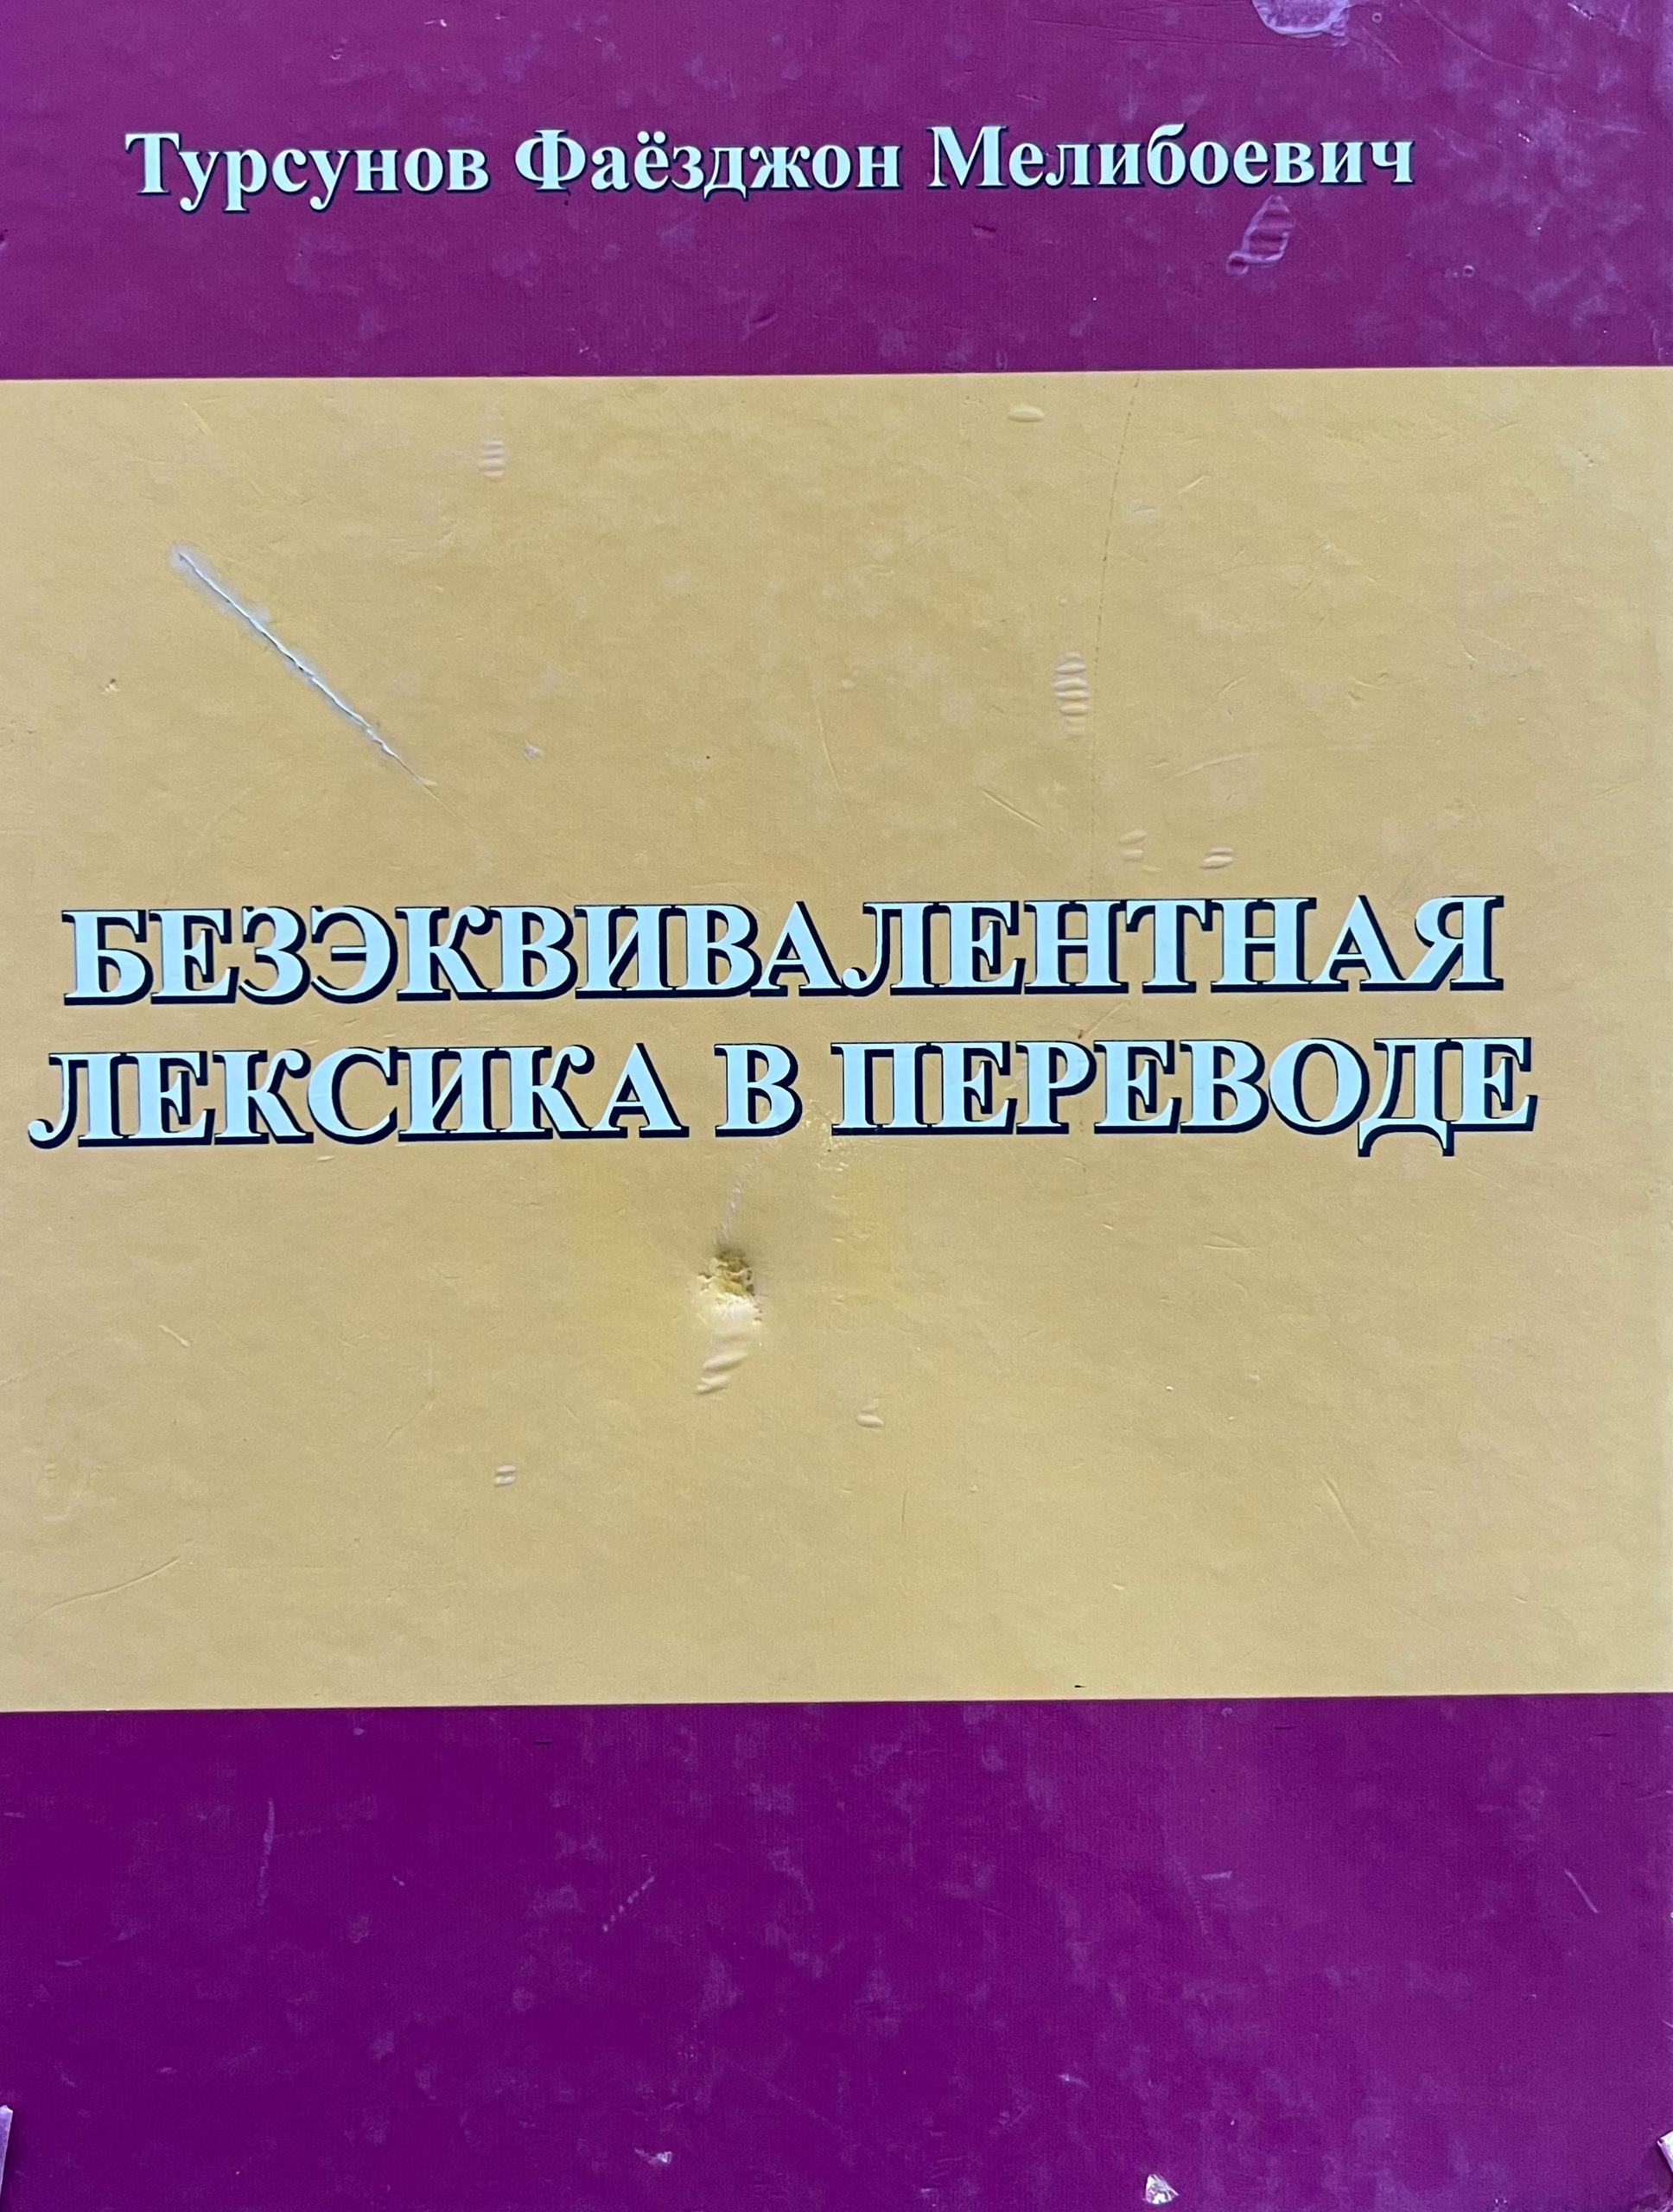 Турсунов Фаёзджон Мелибоевич
БЕЗЭКВИВАЛЕНТНАЯ
ЛЕКСИКА В ПЕРЕВОДЕ